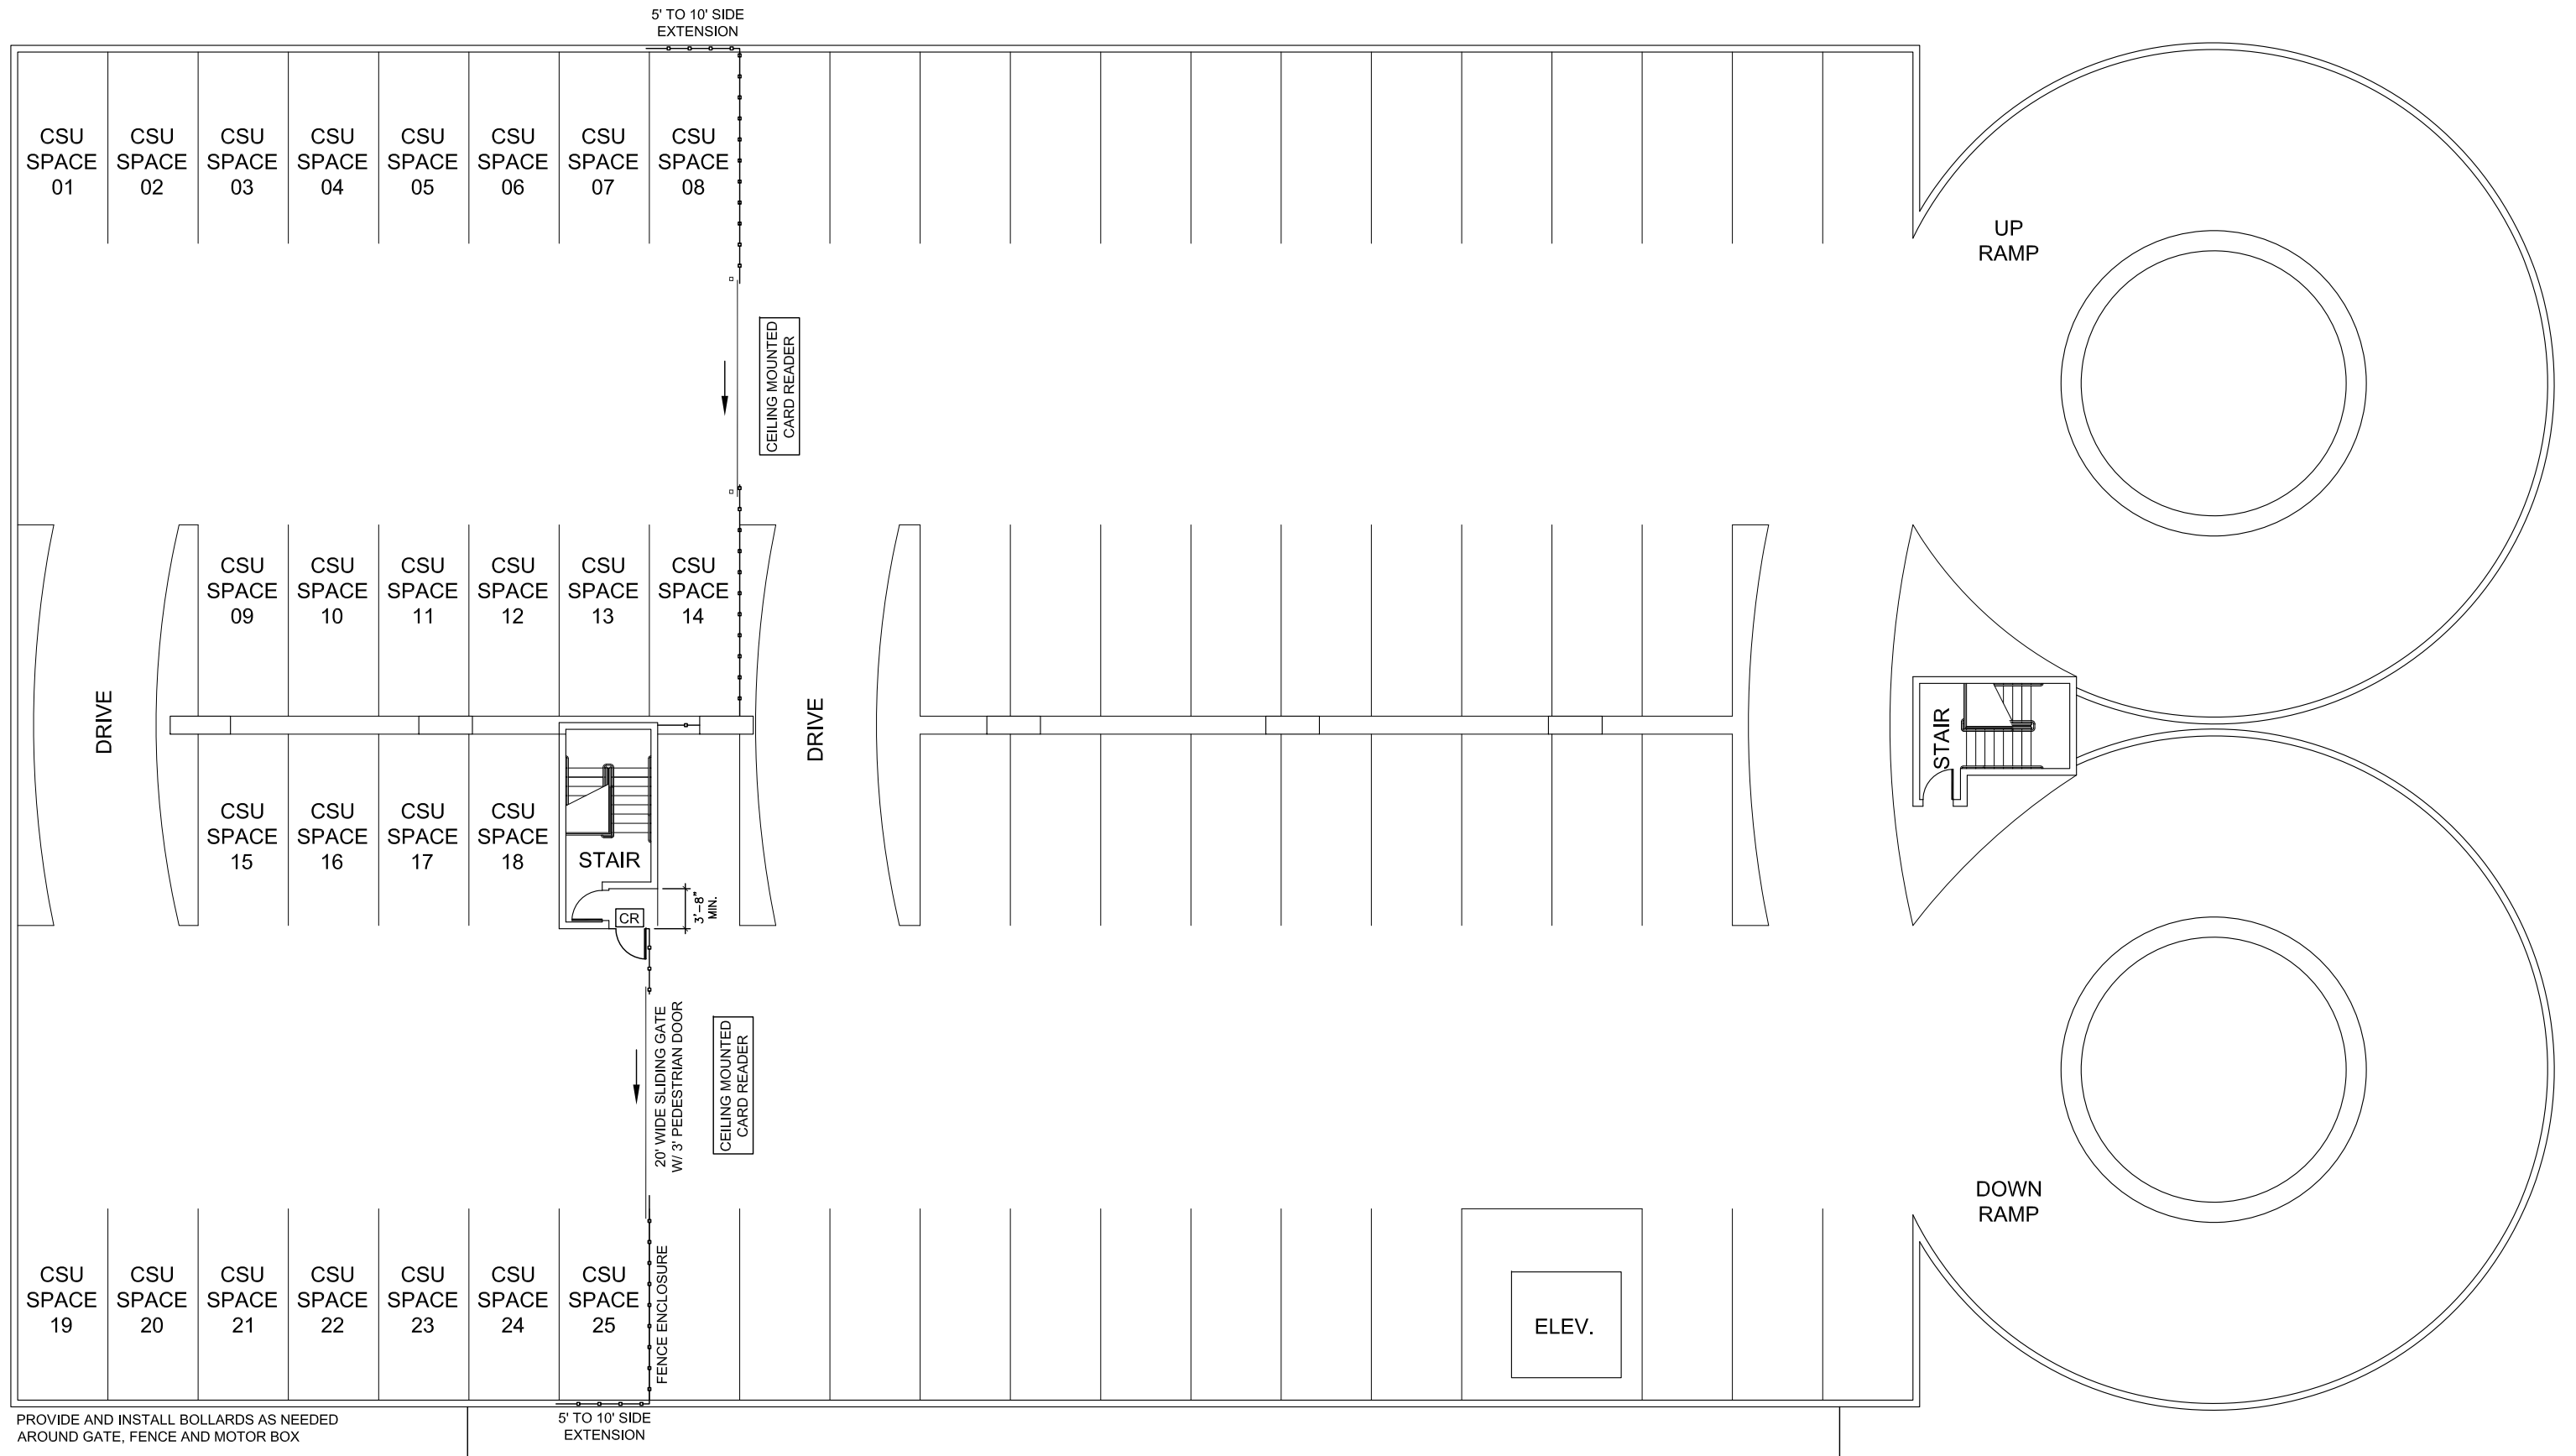 5' TO 10' SIDE
EXTENSION
CSU
SPACE
01
CSU
SPACE
02
CSU
SPACE
03
CSU
SPACE
04
CSU
SPACE
05
CSU
SPACE
06
CSU
SPACE
07
CSU
SPACE
08
UP
RAMP
CEILING MOUNTED
CARD READER
CSU
SPACE
09
CSU
SPACE
10
CSU
SPACE
11
CSU
SPACE
12
CSU
SPACE
13
CSU
SPACE
14
DRIVE
DRIVE
STAIR
CSU
SPACE
15
CSU
SPACE
16
CSU
SPACE
17
CSU
SPACE
18
STAIR
3'-8"
MIN.
CR
20' WIDE SLIDING GATE
W/ 3' PEDESTRIAN DOOR
CEILING MOUNTED
CARD READER
DOWN
RAMP
CSU
SPACE
19
CSU
SPACE
20
CSU
SPACE
21
CSU
SPACE
22
CSU
SPACE
23
CSU
SPACE
24
CSU
SPACE
25
FENCE ENCLOSURE
ELEV.
PROVIDE AND INSTALL BOLLARDS AS NEEDED
AROUND GATE, FENCE AND MOTOR BOX
5' TO 10' SIDE
EXTENSION